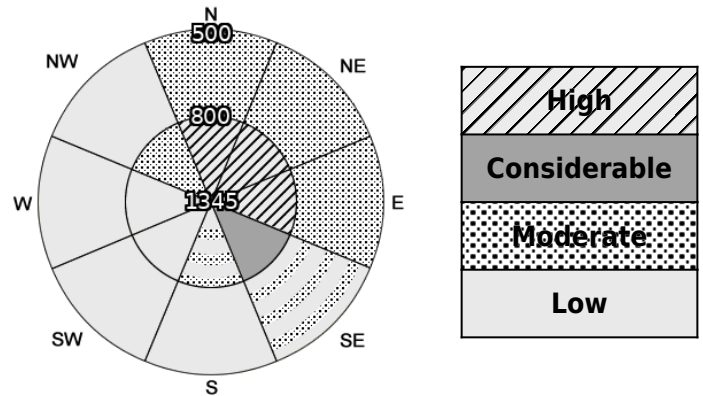 N
500
NW
NE
800
W
1345
E
SW
SE
S
High
Considerable
Moderate
Low